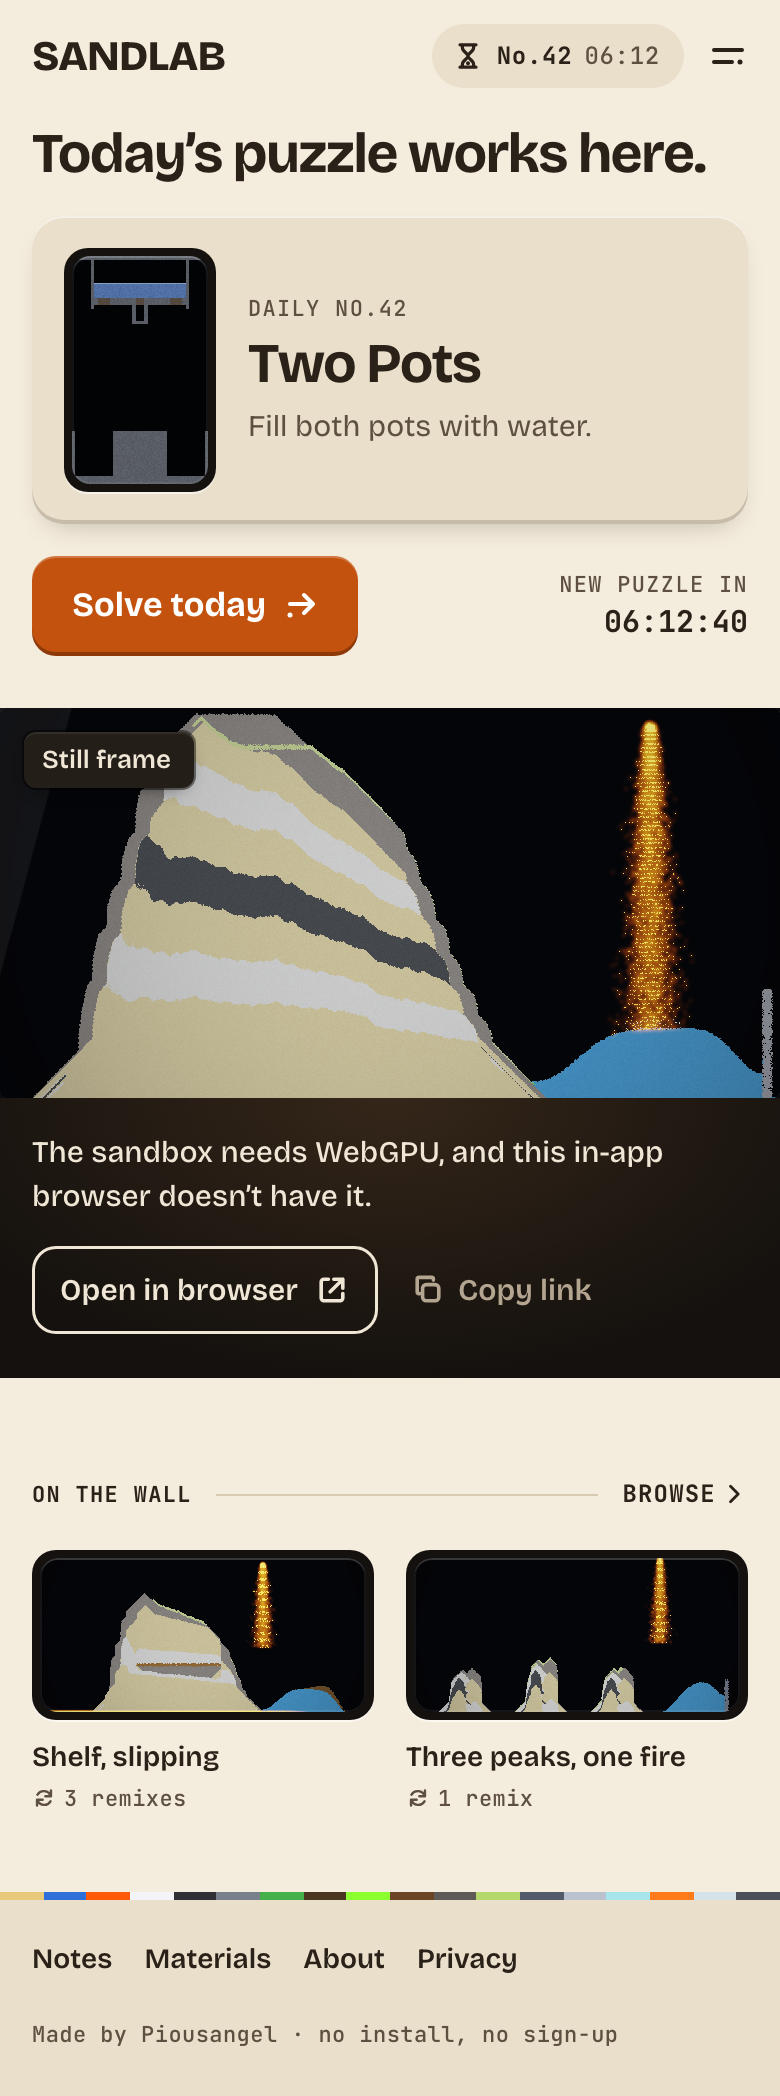 SANDLAB
No.42 06:12
Today’s puzzle works here.
DAILY NO.42
Two Pots
Fill both pots with water.
Solve today
NEW PUZZLE IN
06:12:40
Still frame
The sandbox needs WebGPU, and this in-app
browser doesn’t have it.
Open in browser
Copy link
ON THE WALL
BROWSE
Shelf, slipping
3 remixes
Three peaks, one fire
1 remix
Notes Materials About Privacy
Made by Piousangel · no install, no sign-up